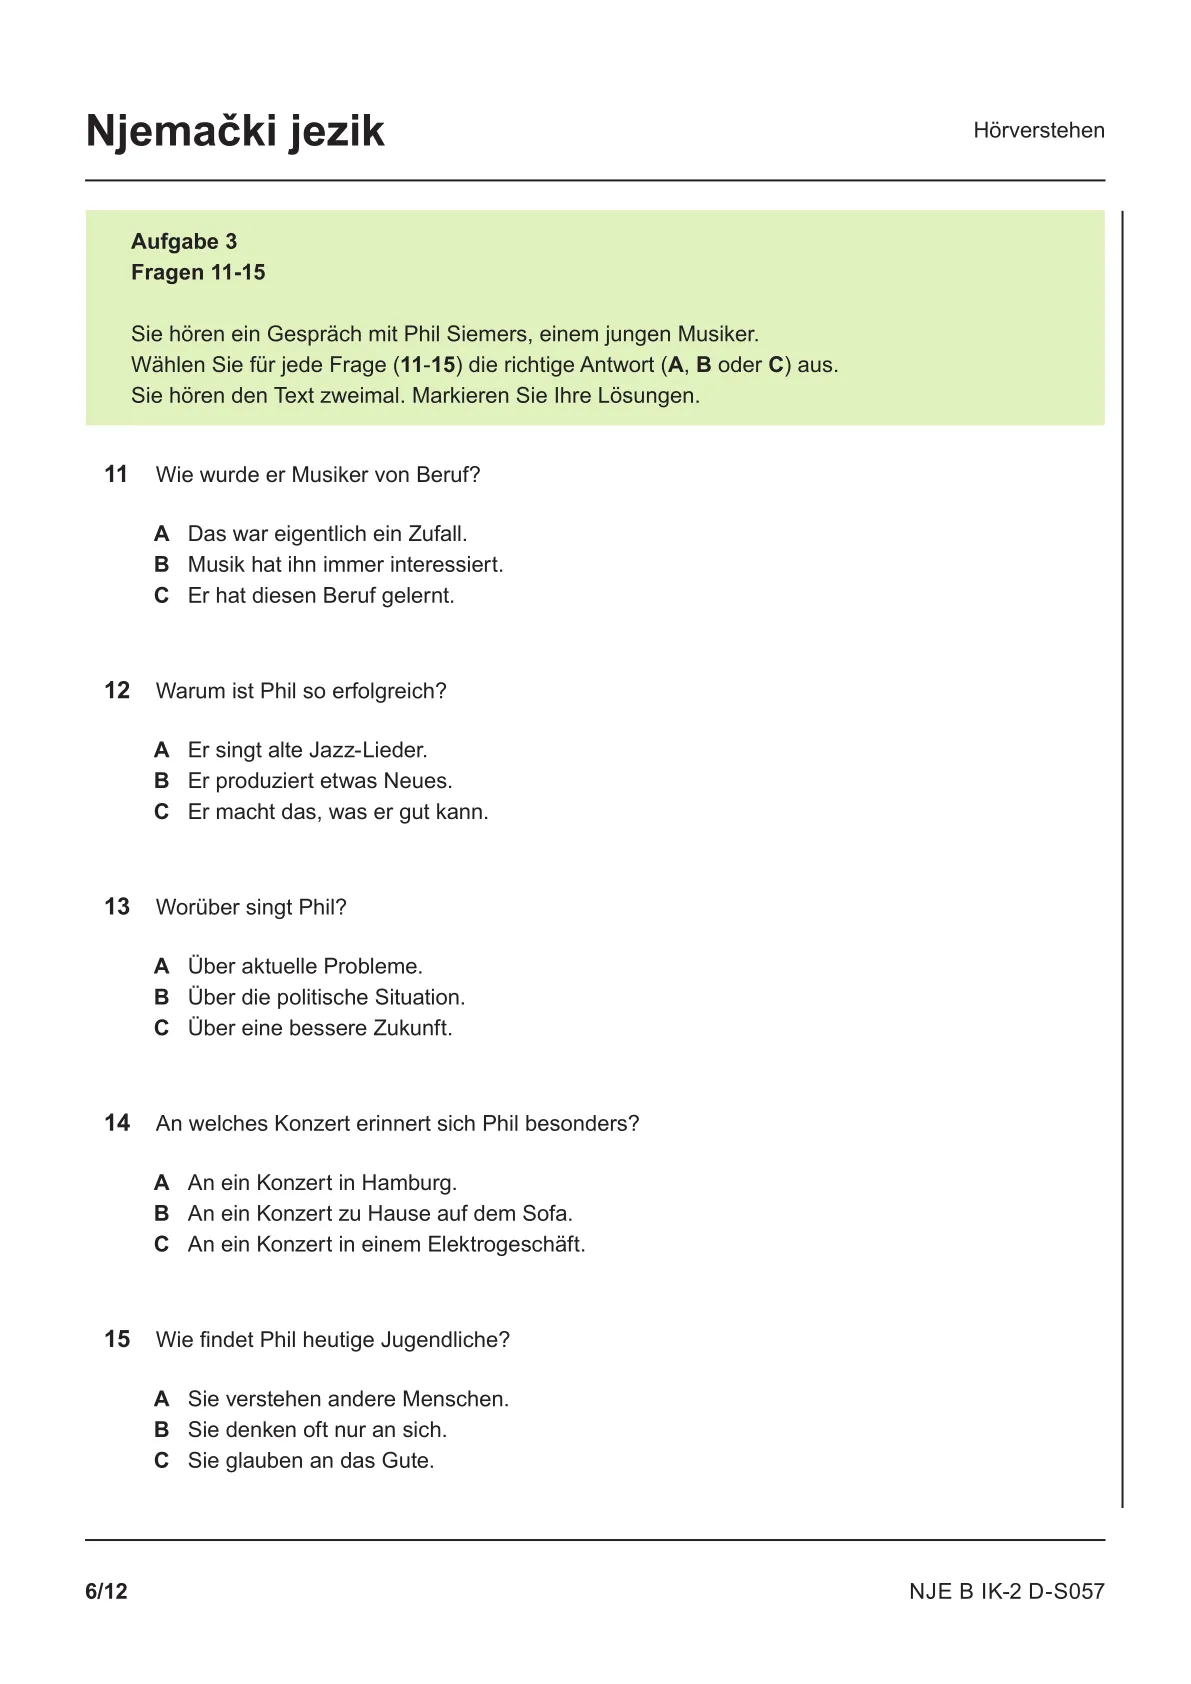 Njemački jezik
Hörverstehen
Aufgabe 3
Fragen 11-15
Sie hören ein Gespräch mit Phil Siemers, einem jungen Musiker.
Wählen Sie für jede Frage (11-15) die richtige Antwort (A, B oder C) aus.
Sie hören den Text zweimal. Markieren Sie Ihre Lösungen.
11 Wie wurde er Musiker von Beruf?
A Das war eigentlich ein Zufall.
B Musik hat ihn immer interessiert.
C Er hat diesen Beruf gelernt.
12 Warum ist Phil so erfolgreich?
A Er singt alte Jazz-Lieder.
B Er produziert etwas Neues.
C Er macht das, was er gut kann.
13 Worüber singt Phil?
A Über aktuelle Probleme.
B Über die politische Situation.
C Über eine bessere Zukunft.
14 An welches Konzert erinnert sich Phil besonders?
A An ein Konzert in Hamburg.
B An ein Konzert zu Hause auf dem Sofa.
C An ein Konzert in einem Elektrogeschäft.
15 Wie findet Phil heutige Jugendliche?
A Sie verstehen andere Menschen.
B Sie denken oft nur an sich.
C Sie glauben an das Gute.
6/12
NJE B IK-2 D-S057